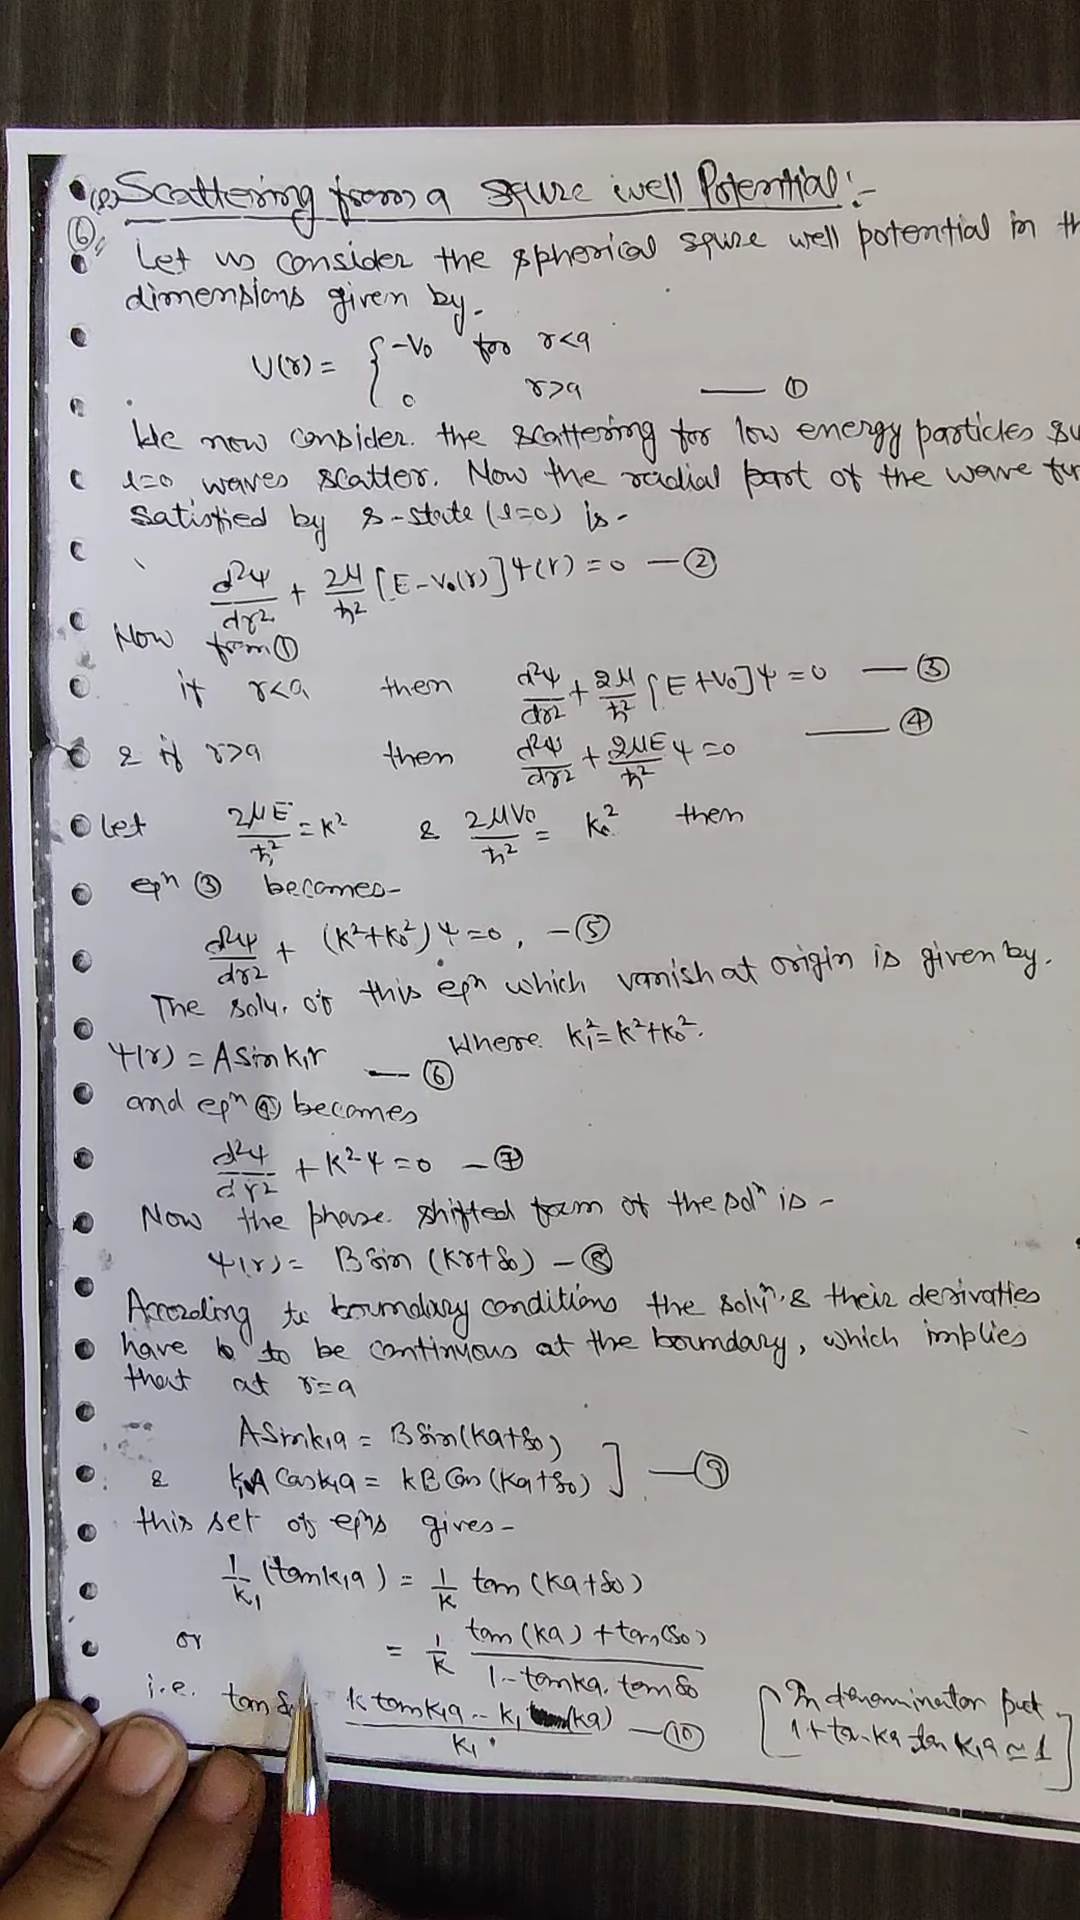 (2) Scattering from a Squre well Potential :-
(6) Let us consider the spherical squre well potential in th
dimensions given by.
V(r) = { -V₀ for r<a
0 r>a —— ①
We now consider. the scattering for low energy particles su
l=0 waves scatter. Now the radial part of the wave fun
Satisfied by s-state (l=0) is -
d²ψ/dr² + 2μ/ħ² [E - V₀(r)] ψ(r) = 0 — ②
Now from ①
if r<a then d²ψ/dr² + 2μ/ħ² [E + V₀] ψ = 0 — ③
& if r>a then d²ψ/dr² + 2μE/ħ² ψ = 0 —— ④
Let 2μE/ħ² = K² & 2μV₀/ħ² = K₀² then
eqⁿ ③ becomes-
d²ψ/dr² + (K² + K₀²) ψ = 0, — ⑤
The solu. of this eqⁿ which vanish at origin is given by.
ψ(r) = A Sin K₁r — ⑥ Where K₁² = K² + K₀².
and eqⁿ ④ becomes
d²ψ/dr² + K² ψ = 0 — ⑦
Now the phase shifted form of the solⁿ is -
ψ(r) = B Sin (Kr + δ₀) — ⑧
According to boundary conditions the soluⁿ. & their derivaties
have to be continuous at the boundary, which implies
that at r=a
A Sin K₁a = B Sin (Ka + δ₀)
& K₁A Cos K₁a = KB Cos (Ka + δ₀) ] — ⑨
this set of eqⁿs gives-
1/K₁ (tan K₁a) = 1/K tan (Ka + δ₀)
or = 1/K (tan (Ka) + tan (δ₀))/(1 - tan Ka. tan δ₀)
i.e. tan δ (K tan K₁a - K₁ tan (Ka))/K₁ — ⑩ [In denominator put
1 + tan Ka tan K₁a ≃ 1]